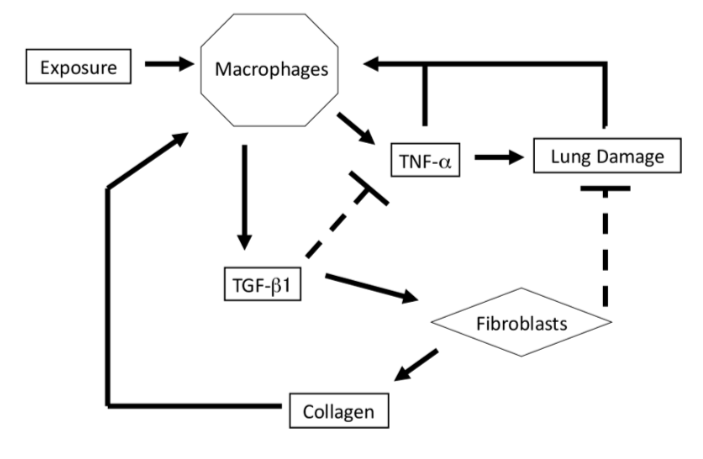 Exposure
Macrophages
TNF-α
Lung Damage
TGF-β1
Fibroblasts
Collagen